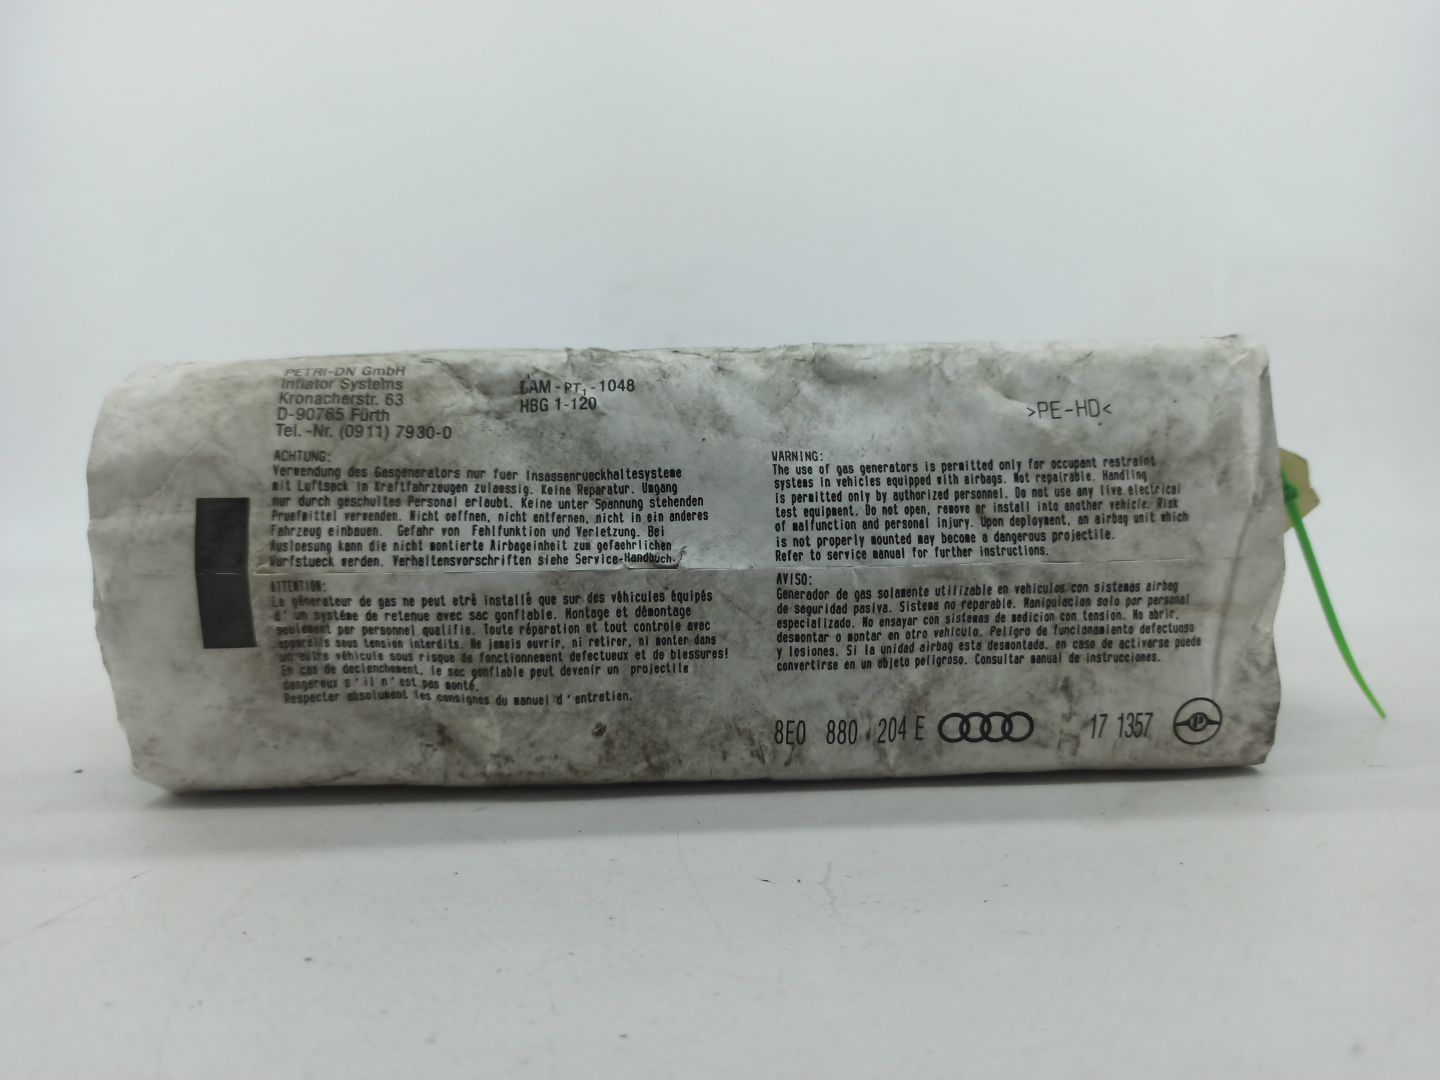 PETRI-DN GmbH
Inflator Systems
Kronacherstr. 63
D-90765 Fürth
Tel. -Nr. (0911) 7930-0
BAM-PT1-1048
HBG 1-120
>PE-HD<
ACHTUNG:
Verwendung des Gasgenerators nur fuer Insassenrueckhaltesysteme
mit Luftsack in Kraftfahrzeugen zulaessig. Keine Reparatur. Umgang
nur durch geschultes Personal erlaubt. Keine unter Spannung stehenden
Pruefmittel verwenden. Nicht oeffnen, nicht entfernen, nicht in ein anderes
Fahrzeug einbauen. Gefahr von Fehlfunktion und Verletzung. Bei
Ausloesung kann die nicht montierte Airbageinheit zum gefaehrlichen
Wurfstueck werden. Verhaltensvorschriften siehe Service-Handbuch.
ATTENTION:
Le générateur de gas ne peut etrê installé que sur des véhicules équipés
d' un système de retenue avec sac gonflable. Montage et démontage
seulement par personnel qualifie. Toute réparation et tout controle avec
appareils sous tension interdits. Ne jamais ouvrir, ni retirer, ni monter dans
un autre véhicule sous risque de fonctionnement defectueux et de blessures!
En cas de declenchement, le sac gonflable peut devenir un projectile
dangereux s'il n'est pas monté.
Respecter absolument les consignes du manuel d'entretien.
WARNING:
The use of gas generators is permitted only for occupant restraint
systems in vehicles equipped with airbags. Not repairable. Handling
is permitted only by authorized personnel. Do not use any live electrical
test equipment. Do not open, remove or install into another vehicle. Risk
of malfunction and personal injury. Upon deployment, an airbag unit which
is not properly mounted may become a dangerous projectile.
Refer to service manual for further instructions.
AVISO:
Generador de gas solamente utilizable en vehiculos con sistemas airbag
de seguridad pasiva. Sistema no reparable. Manipulacion solo por personal
especializado. No ensayar con sistemas de medicion con tension. No abrir,
desmontar o montar en otro vehiculo. Peligro de funcionamiento defectuoso
y lesiones. Si la unidad airbag esta desmontada, en caso de activarse puede
convertirse en un objeto peligroso. Consultar manual de instrucciones.
8E0 880 204 E 17 1357